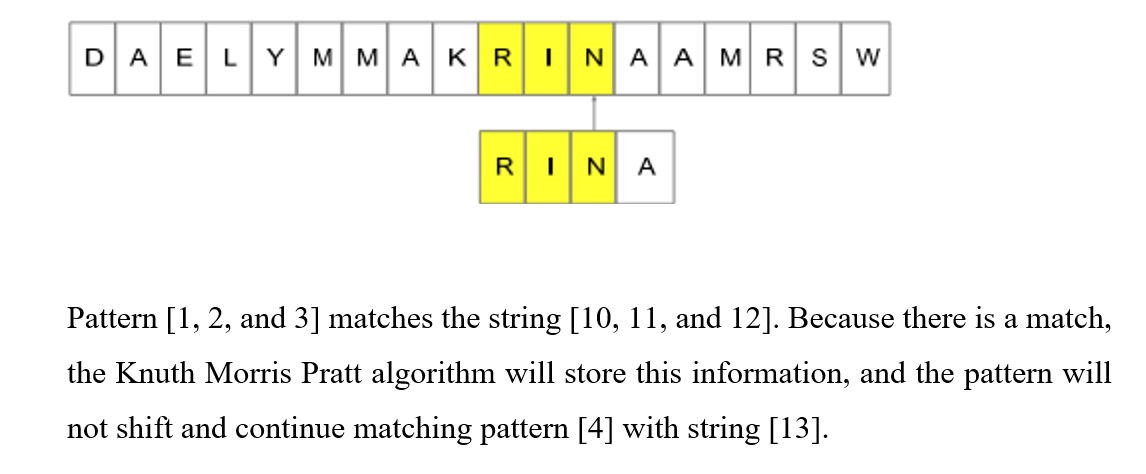 D A E L Y M M A K R I N A A M R S W
R I N A
Pattern [1, 2, and 3] matches the string [10, 11, and 12]. Because there is a match,
the Knuth Morris Pratt algorithm will store this information, and the pattern will
not shift and continue matching pattern [4] with string [13].